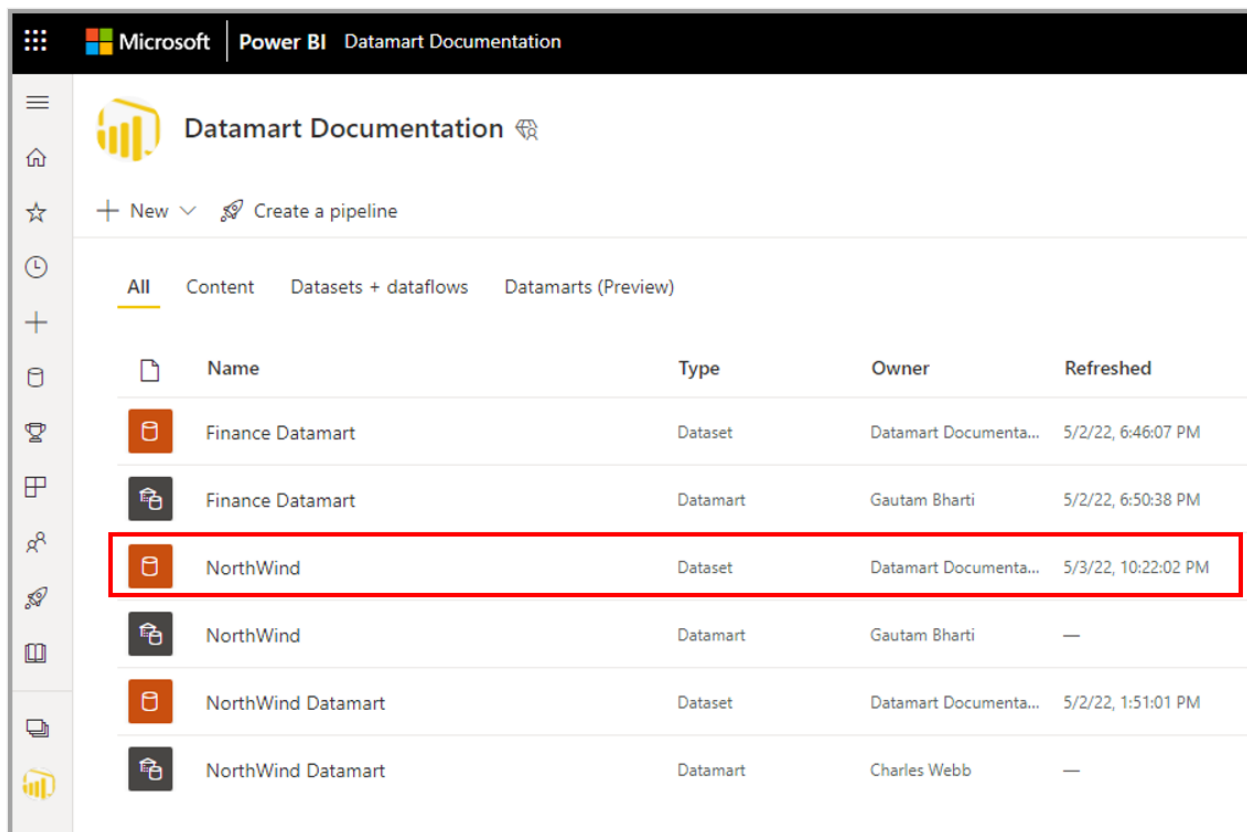 Microsoft Power BI Datamart Documentation
Datamart Documentation
New Create a pipeline
All Content Datasets + dataflows Datamarts (Preview)
Name Type Owner Refreshed
Finance Datamart Dataset Datamart Documenta... 5/2/22, 6:46:07 PM
Finance Datamart Datamart Gautam Bharti 5/2/22, 6:50:38 PM
NorthWind Dataset Datamart Documenta... 5/3/22, 10:22:02 PM
NorthWind Datamart Gautam Bharti —
NorthWind Datamart Dataset Datamart Documenta... 5/2/22, 1:51:01 PM
NorthWind Datamart Datamart Charles Webb —